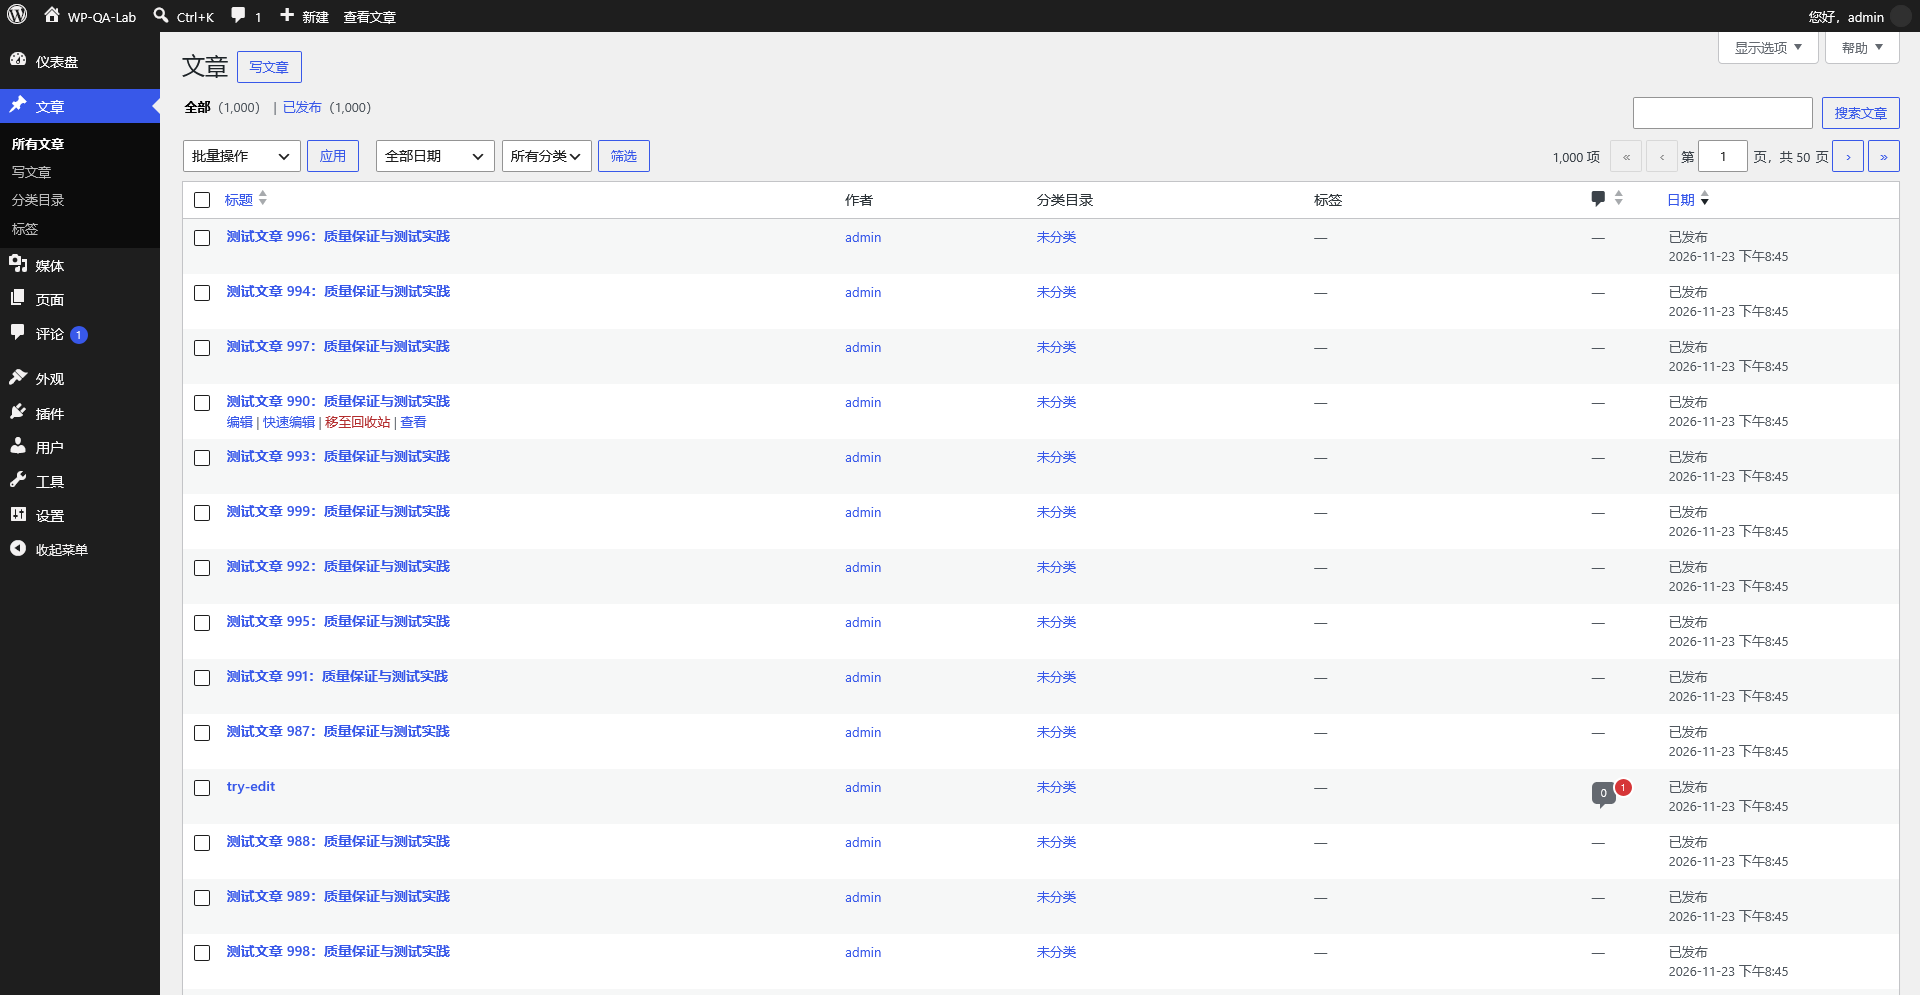 WP-QA-Lab Ctrl+K 1 新建 查看文章 您好，admin
显示选项 帮助
仪表盘
文章
所有文章
写文章
分类目录
标签
媒体
页面
评论 1
外观
插件
用户
工具
设置
收起菜单
文章 写文章
全部 (1,000) | 已发布 (1,000)
搜索文章
批量操作 应用 全部日期 所有分类 筛选 1,000 项 « ‹ 第 1 页，共 50 页 › »
标题 作者 分类目录 标签 日期
测试文章 996：质量保证与测试实践 admin 未分类 — — 已发布
2026-11-23 下午8:45
测试文章 994：质量保证与测试实践 admin 未分类 — — 已发布
2026-11-23 下午8:45
测试文章 997：质量保证与测试实践 admin 未分类 — — 已发布
2026-11-23 下午8:45
测试文章 990：质量保证与测试实践 admin 未分类 — — 已发布
编辑 | 快速编辑 | 移至回收站 | 查看 2026-11-23 下午8:45
测试文章 993：质量保证与测试实践 admin 未分类 — — 已发布
2026-11-23 下午8:45
测试文章 999：质量保证与测试实践 admin 未分类 — — 已发布
2026-11-23 下午8:45
测试文章 992：质量保证与测试实践 admin 未分类 — — 已发布
2026-11-23 下午8:45
测试文章 995：质量保证与测试实践 admin 未分类 — — 已发布
2026-11-23 下午8:45
测试文章 991：质量保证与测试实践 admin 未分类 — — 已发布
2026-11-23 下午8:45
测试文章 987：质量保证与测试实践 admin 未分类 — — 已发布
2026-11-23 下午8:45
try-edit admin 未分类 — 0 1 已发布
2026-11-23 下午8:45
测试文章 988：质量保证与测试实践 admin 未分类 — — 已发布
2026-11-23 下午8:45
测试文章 989：质量保证与测试实践 admin 未分类 — — 已发布
2026-11-23 下午8:45
测试文章 998：质量保证与测试实践 admin 未分类 — — 已发布
2026-11-23 下午8:45